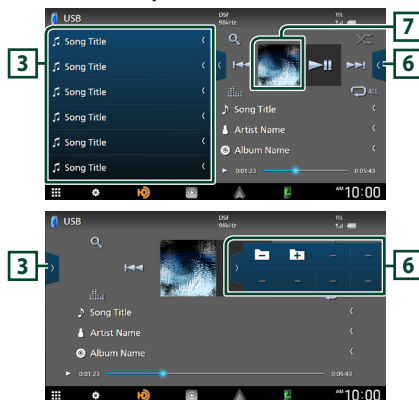 USB
DSF
98kHz
TEL
7
3
6
Song Title
Song Title
Song Title
Song Title
Song Title
Song Title
ALL
Song Title
Artist Name
Album Name
0:01:23
0:05:43
AM 10:00
USB
DSF
98kHz
TEL
3
6
Song Title
Artist Name
Album Name
0:01:23
0:05:43
AM 10:00